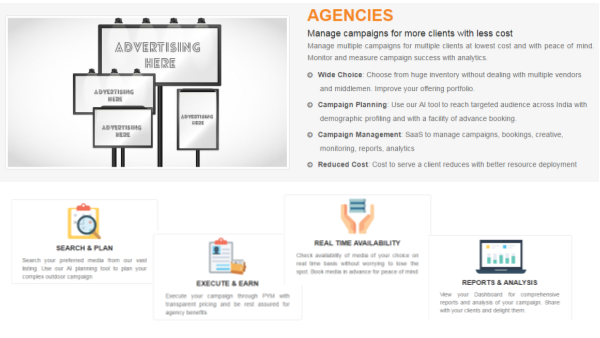 AGENCIES
Manage campaigns for more clients with less cost
Manage multiple campaigns for multiple clients at lowest cost and with peace of mind.
Monitor and measure campaign success with analytics.
Wide Choice: Choose from huge inventory without dealing with multiple vendors
and middlemen. Improve your offering portfolio.
Campaign Planning: Use our AI tool to reach targeted audience across India with
demographic profiling and with a facility of advance booking.
Campaign Management: SaaS to manage campaigns, bookings, creative,
monitoring, reports, analytics
Reduced Cost: Cost to serve a client reduces with better resource deployment
ADVERTISING
HERE
ADVERTISING
HERE
ADVERTISING
HERE
ADVERTISING
HERE
SEARCH & PLAN
Search your preferred media from our vast
listing. Use our AI planning tool to plan your
complex outdoor campaign
EXECUTE & EARN
Execute your campaign through PYM with
transparent pricing and be rest assured for
agency benefits
REAL TIME AVAILABILITY
Check availability of media of your choice on
real time basis without worrying to lose the
spot. Book media in advance for peace of mind
REPORTS & ANALYSIS
View your Dashboard for comprehensive
reports and analysis of your campaign. Share
with your clients and delight them